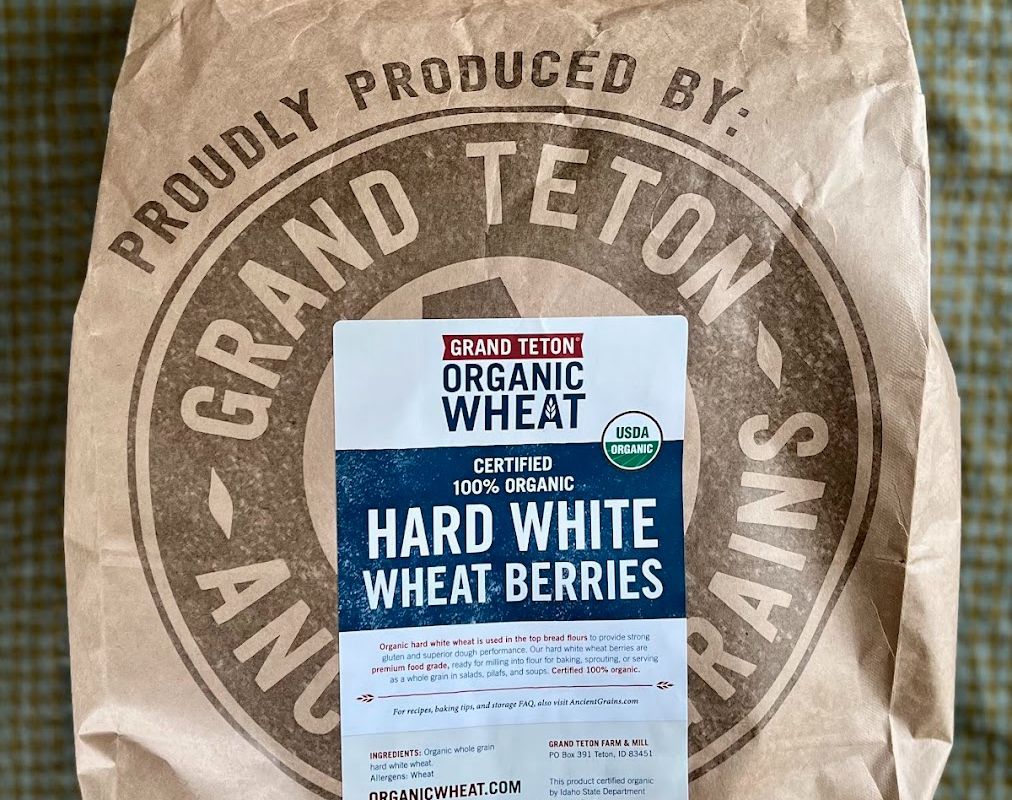 PROUDLY PRODUCED BY:
GRAND TETON
GRAND TETON®
ORGANIC
WHEAT
USDA
ORGANIC
CERTIFIED
100% ORGANIC
HARD WHITE
WHEAT BERRIES
Organic hard white wheat is used in the top bread flours to provide strong
gluten and superior dough performance. Our hard white wheat berries are
premium food grade, ready for milling into flour for baking, sprouting, or serving
as a whole grain in salads, pilafs, and soups. Certified 100% organic.
For recipes, baking tips, and storage FAQ, also visit AncientGrains.com
INGREDIENTS: Organic whole grain
hard white wheat.
Allergens: Wheat
ORGANICWHEAT.COM
GRAND TETON FARM & MILL
PO Box 391 Teton, ID 83451
This product certified organic
by Idaho State Department